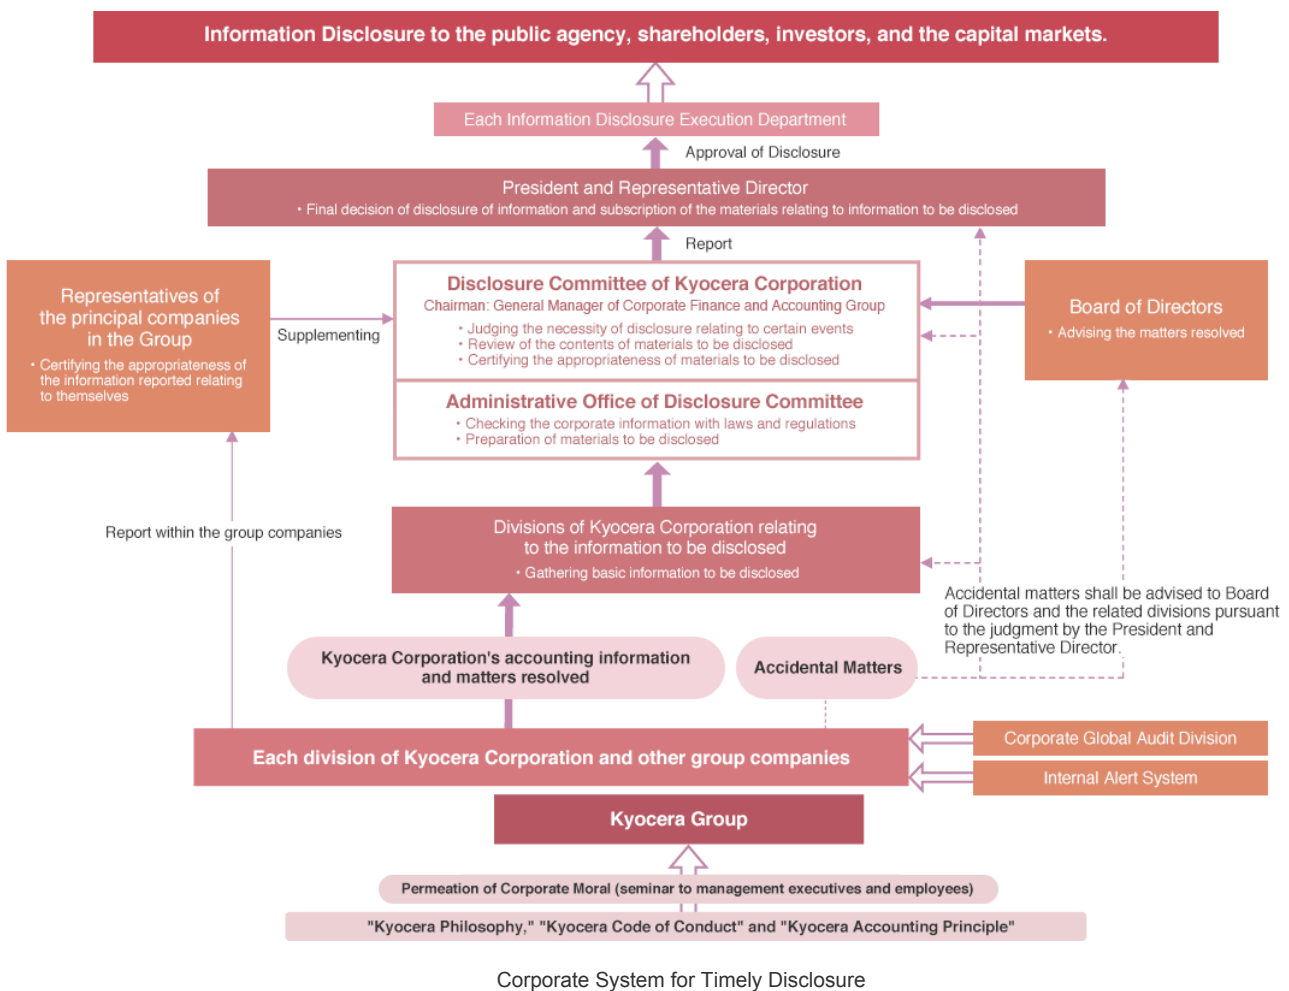 Information Disclosure to the public agency, shareholders, investors, and the capital markets.
Each Information Disclosure Execution Department
Approval of Disclosure
President and Representative Director
• Final decision of disclosure of information and subscription of the materials relating to information to be disclosed
Report
Representatives of
the principal companies
in the Group
• Certifying the appropriateness of
the information reported relating
to themselves
Supplementing
Disclosure Committee of Kyocera Corporation
Chairman: General Manager of Corporate Finance and Accounting Group
• Judging the necessity of disclosure relating to certain events
• Review of the contents of materials to be disclosed
• Certifying the appropriateness of materials to be disclosed
Board of Directors
• Advising the matters resolved
Administrative Office of Disclosure Committee
• Checking the corporate information with laws and regulations
• Preparation of materials to be disclosed
Report within the group companies
Divisions of Kyocera Corporation relating
to the information to be disclosed
• Gathering basic information to be disclosed
Accidental matters shall be advised to Board
of Directors and the related divisions pursuant
to the judgment by the President and
Representative Director.
Kyocera Corporation's accounting information
and matters resolved
Accidental Matters
Each division of Kyocera Corporation and other group companies
Corporate Global Audit Division
Internal Alert System
Kyocera Group
Permeation of Corporate Moral (seminar to management executives and employees)
"Kyocera Philosophy," "Kyocera Code of Conduct" and "Kyocera Accounting Principle"
Corporate System for Timely Disclosure